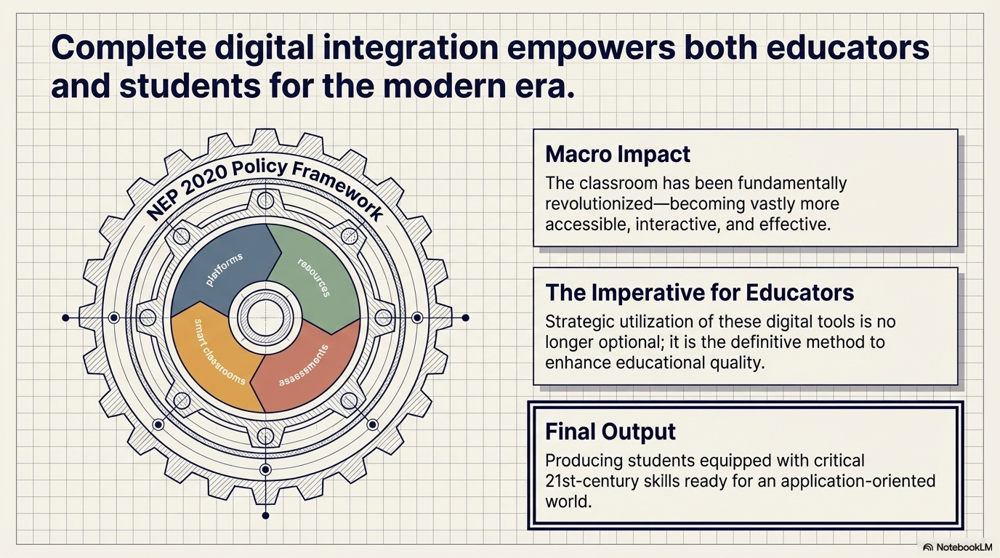 Complete digital integration empowers both educators
and students for the modern era.
NEP 2020 Policy Framework
platforms
resources
smart classrooms
assessments
Macro Impact
The classroom has been fundamentally
revolutionized—becoming vastly more
accessible, interactive, and effective.
The Imperative for Educators
Strategic utilization of these digital tools is no
longer optional; it is the definitive method to
enhance educational quality.
Final Output
Producing students equipped with critical
21st-century skills ready for an application-oriented
world.
NotebookLM